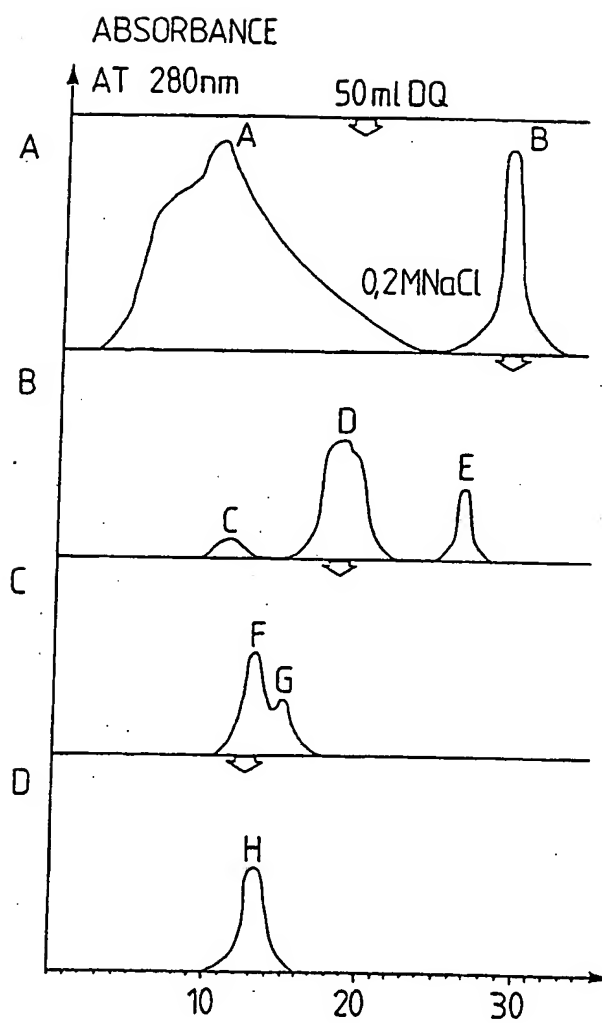 ABSORBANCE
AT 280nm
50ml DQ
A
A
B
0,2MNaCl
B
C
D
E
C
F
G
D
H
10 20 30